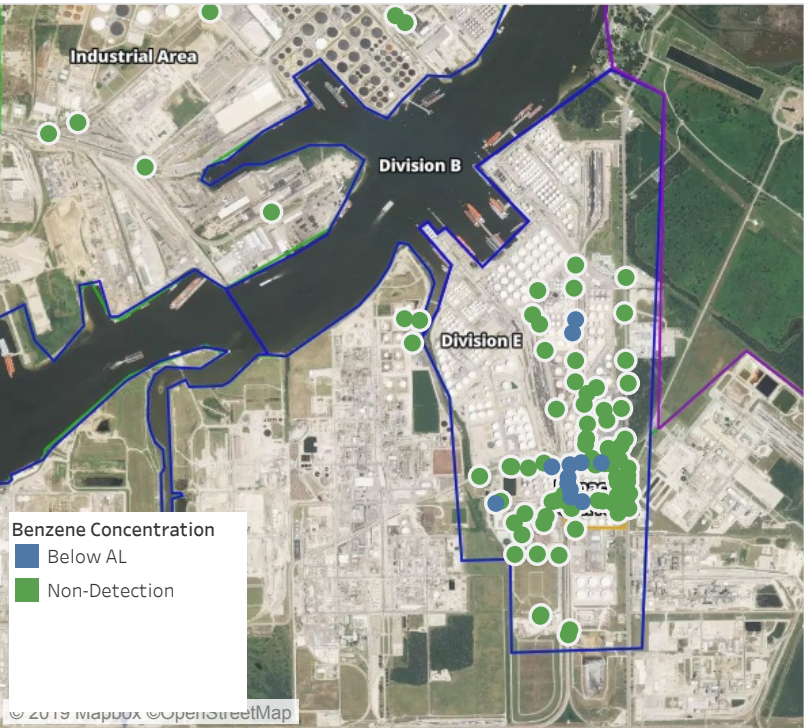 Industrial Area
Division B
Division E
Benzene Concentration
Below AL
Non-Detection
© 2019 Mapbox ©OpenStreetMap